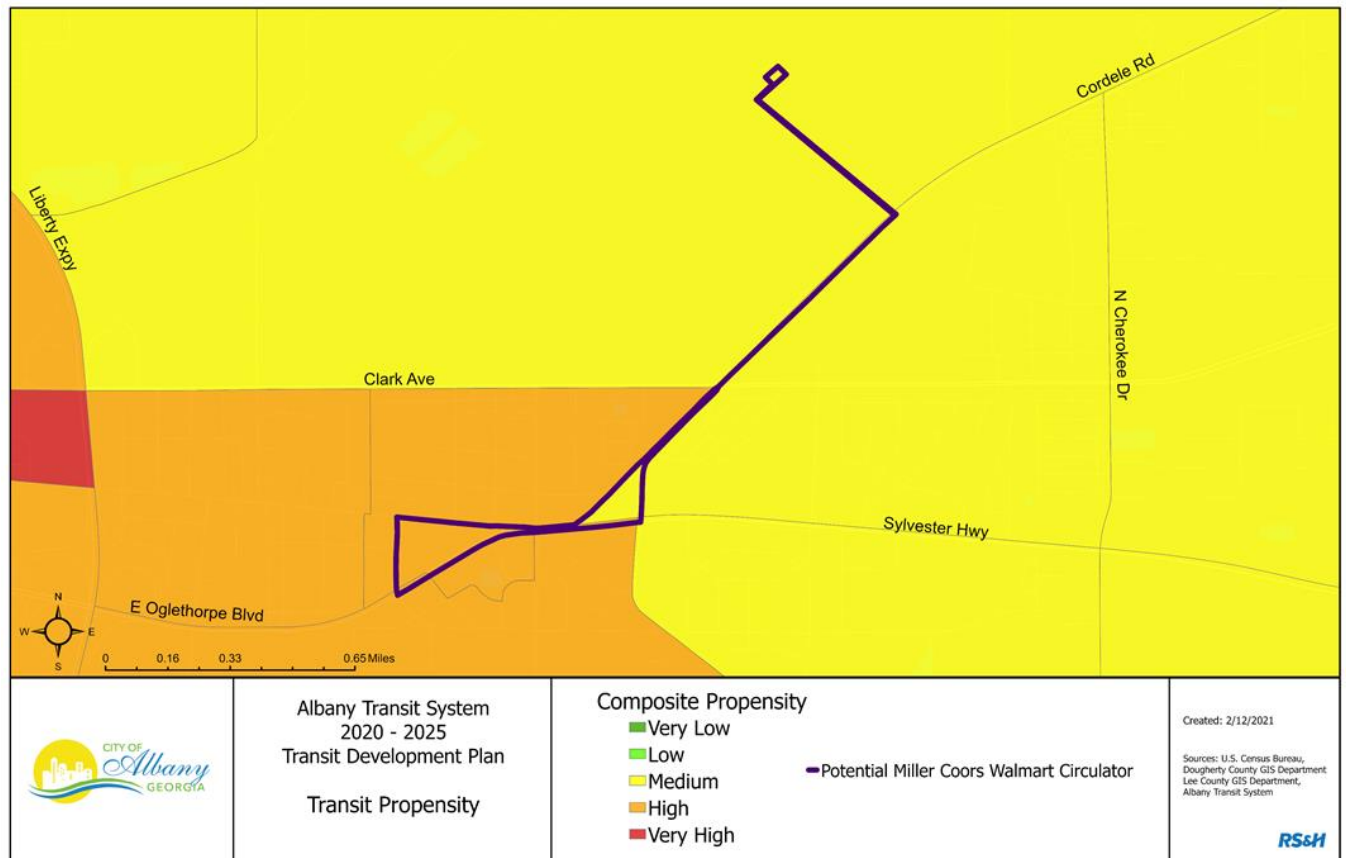 Cordele Rd
Liberty Expy
N Cherokee Dr
Clark Ave
Sylvester Hwy
E Oglethorpe Blvd
N
W E
S
0 0.16 0.33 0.65 Miles
CITY OF
Albany
GEORGIA
Albany Transit System
2020 - 2025
Transit Development Plan
Transit Propensity
Composite Propensity
Very Low
Low
Medium
High
Very High
Potential Miller Coors Walmart Circulator
Created: 2/12/2021
Sources: U.S. Census Bureau,
Dougherty County GIS Department
Lee County GIS Department,
Albany Transit System
RS&H